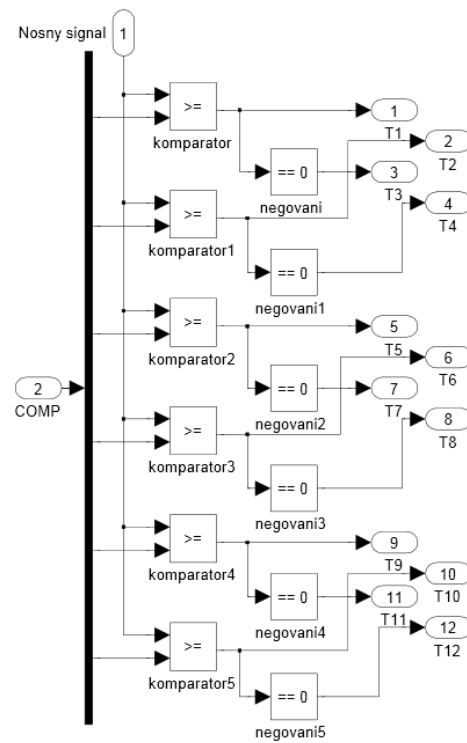 Nosny signal
1
>=
komparator
1
T1
2
T2
== 0
negovani
3
T3
4
T4
>=
komparator1
== 0
negovani1
>=
komparator2
5
T5
6
T6
== 0
negovani2
7
T7
2
COMP
>=
komparator3
8
T8
== 0
negovani3
>=
komparator4
9
T9
10
T10
== 0
negovani4
11
T11
12
T12
>=
komparator5
== 0
negovani5